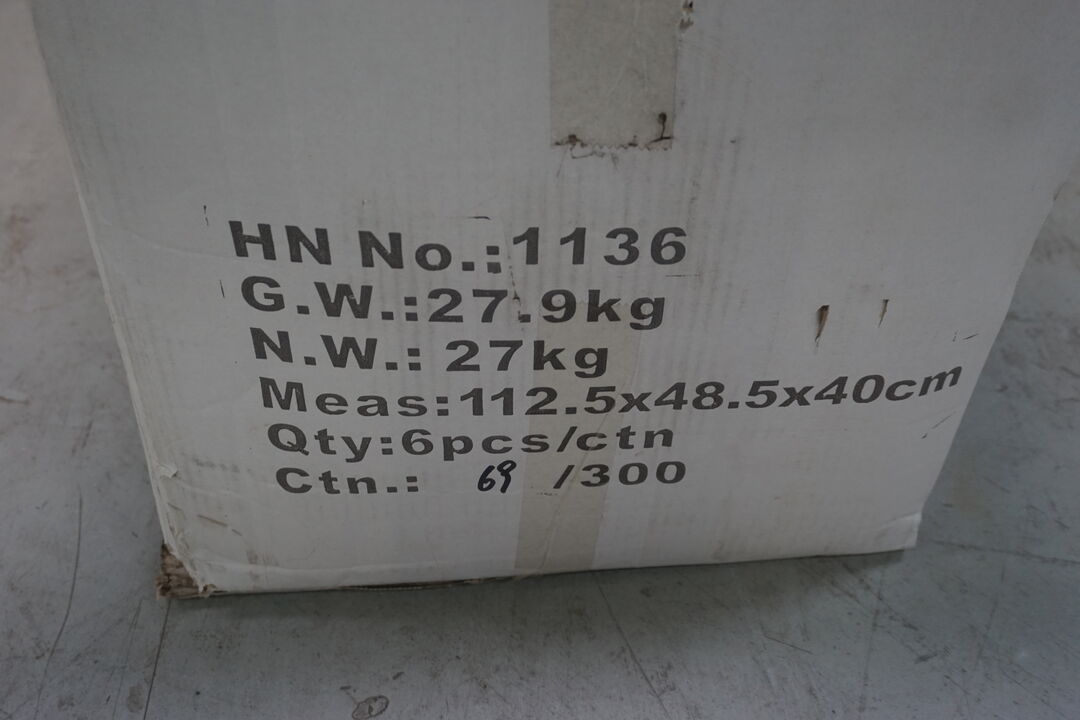 HN No.:1136
G.W.:27.9kg
N.W.: 27kg
Meas:112.5x48.5x40cm
Qty:6pcs/ctn
Ctn.: 69 /300